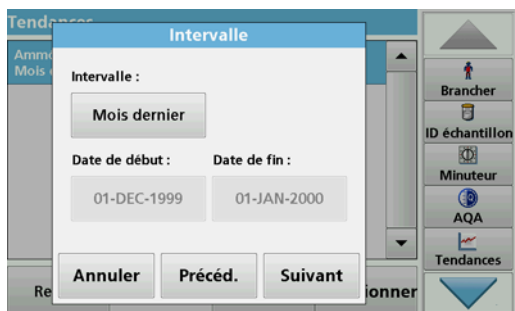 Tendances
Intervalle
Intervalle :
Mois dernier
Date de début :
Date de fin :
01-DEC-1999
01-JAN-2000
Annuler
Précéd.
Suivant
Brancher
ID échantillon
Minuteur
AQA
Tendances